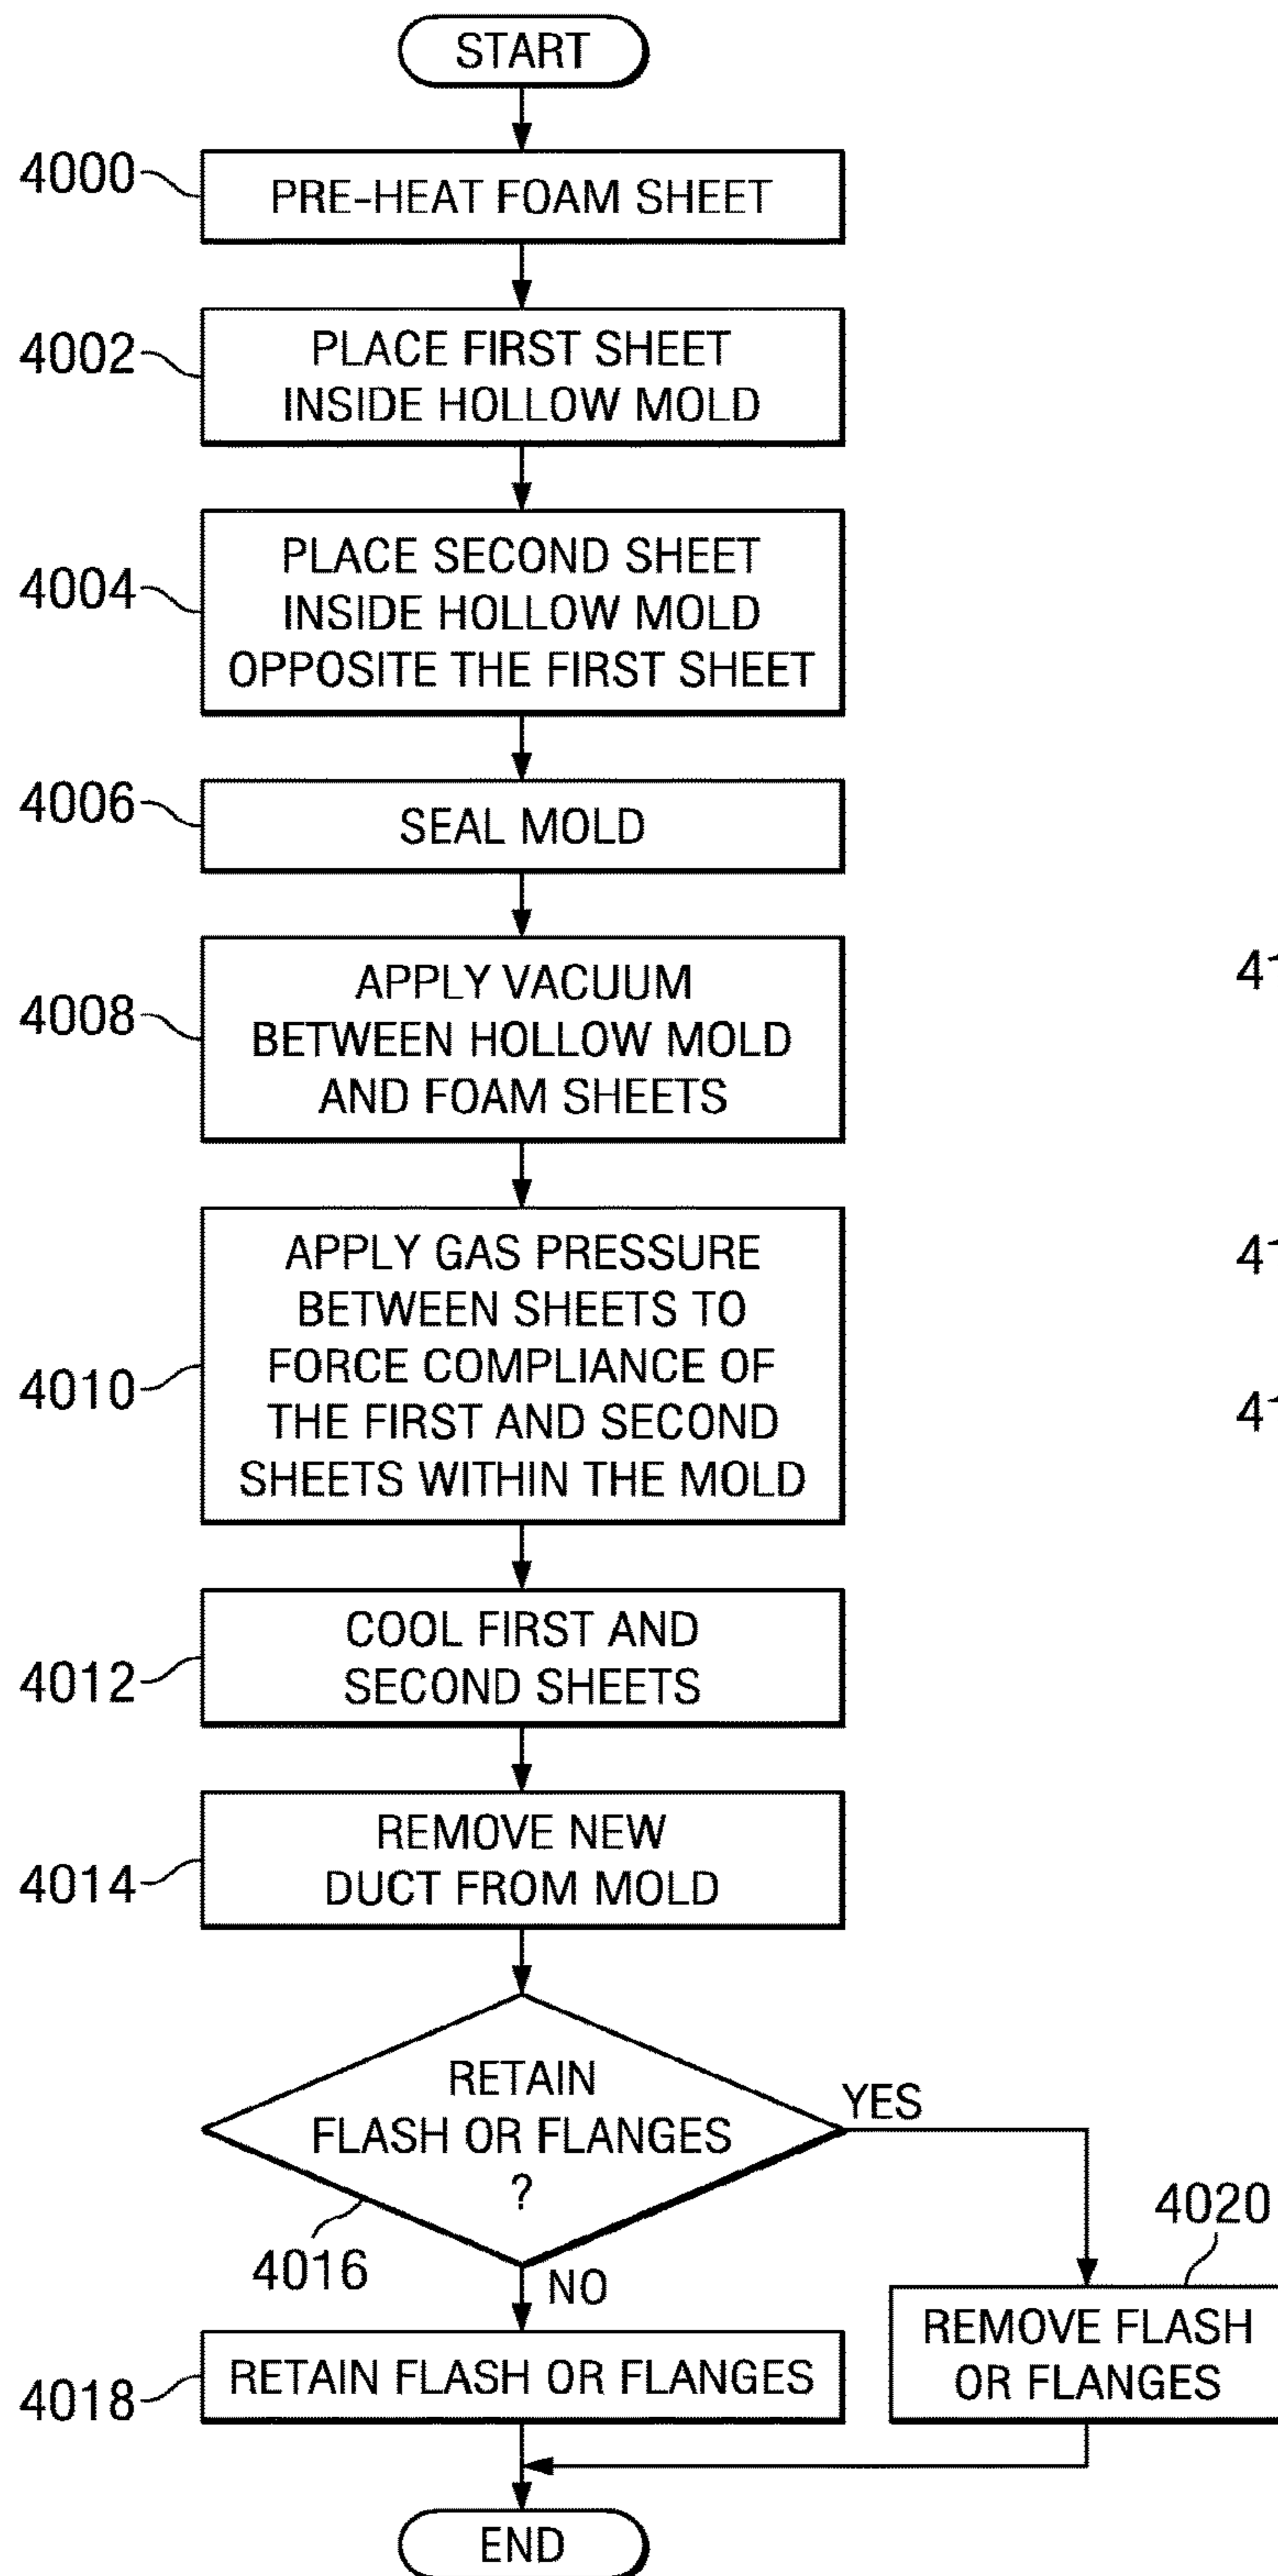 START
4000
PRE-HEAT FOAM SHEET
4002
PLACE FIRST SHEET
INSIDE HOLLOW MOLD
4004
PLACE SECOND SHEET
INSIDE HOLLOW MOLD
OPPOSITE THE FIRST SHEET
4006
SEAL MOLD
4008
APPLY VACUUM
BETWEEN HOLLOW MOLD
AND FOAM SHEETS
4010
APPLY GAS PRESSURE
BETWEEN SHEETS TO
FORCE COMPLIANCE OF
THE FIRST AND SECOND
SHEETS WITHIN THE MOLD
4012
COOL FIRST AND
SECOND SHEETS
4014
REMOVE NEW
DUCT FROM MOLD
RETAIN
FLASH OR FLANGES
?
YES
4016
NO
4018
RETAIN FLASH OR FLANGES
4020
REMOVE FLASH
OR FLANGES
END